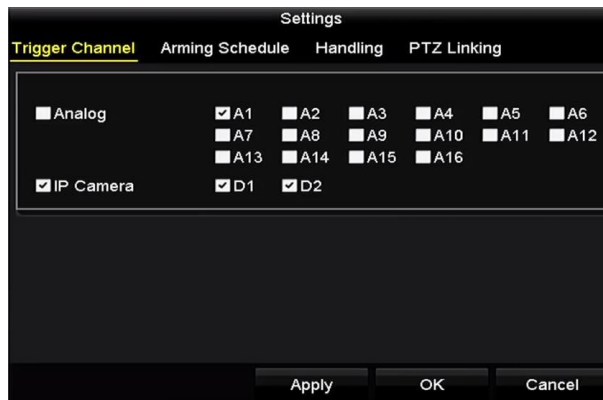 Settings
Trigger Channel Arming Schedule Handling PTZ Linking
Analog A1 A2 A3 A4 A5 A6
A7 A8 A9 A10 A11 A12
A13 A14 A15 A16
IP Camera D1 D2
Apply OK Cancel